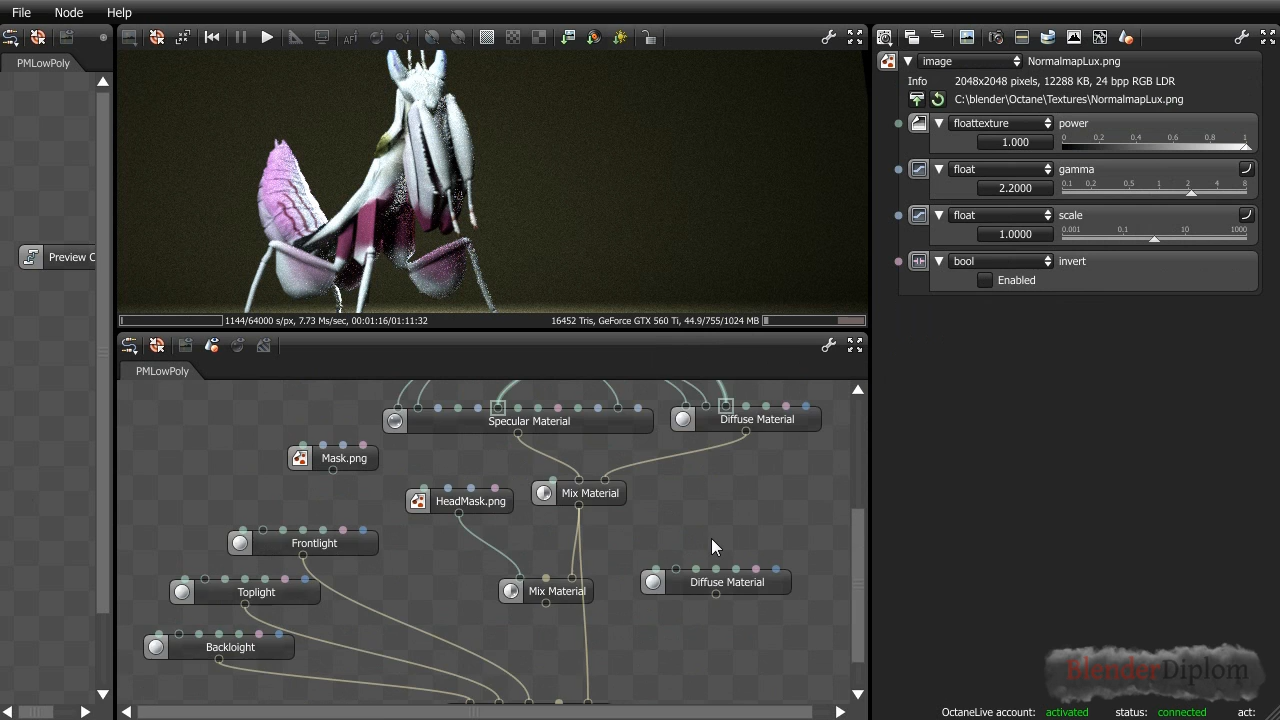 File Node Help
PMLowPoly
Preview C
1144/64000 s/px, 7.73 Ms/sec, 00:01:16/01:11:32 16452 Tris, GeForce GTX 560 Ti, 44.9/755/1024 MB
PMLowPoly
Specular Material
Diffuse Material
Mask.png
HeadMask.png
Mix Material
Frontlight
Toplight
Mix Material
Diffuse Material
Backloight
image NormalmapLux.png
Info 2048x2048 pixels, 12288 KB, 24 bpp RGB LDR
C:\blender\Octane\Textures\NormalmapLux.png
floattexture power
1.000 0 0.2 0.4 0.6 0.8 1
float gamma
2.2000 0.1 0.2 0.5 1 2 4 8
float scale
1.0000 0.001 0.1 10 1000
bool invert
Enabled
BlenderDiplom
OctaneLive account: activated status: connected act: